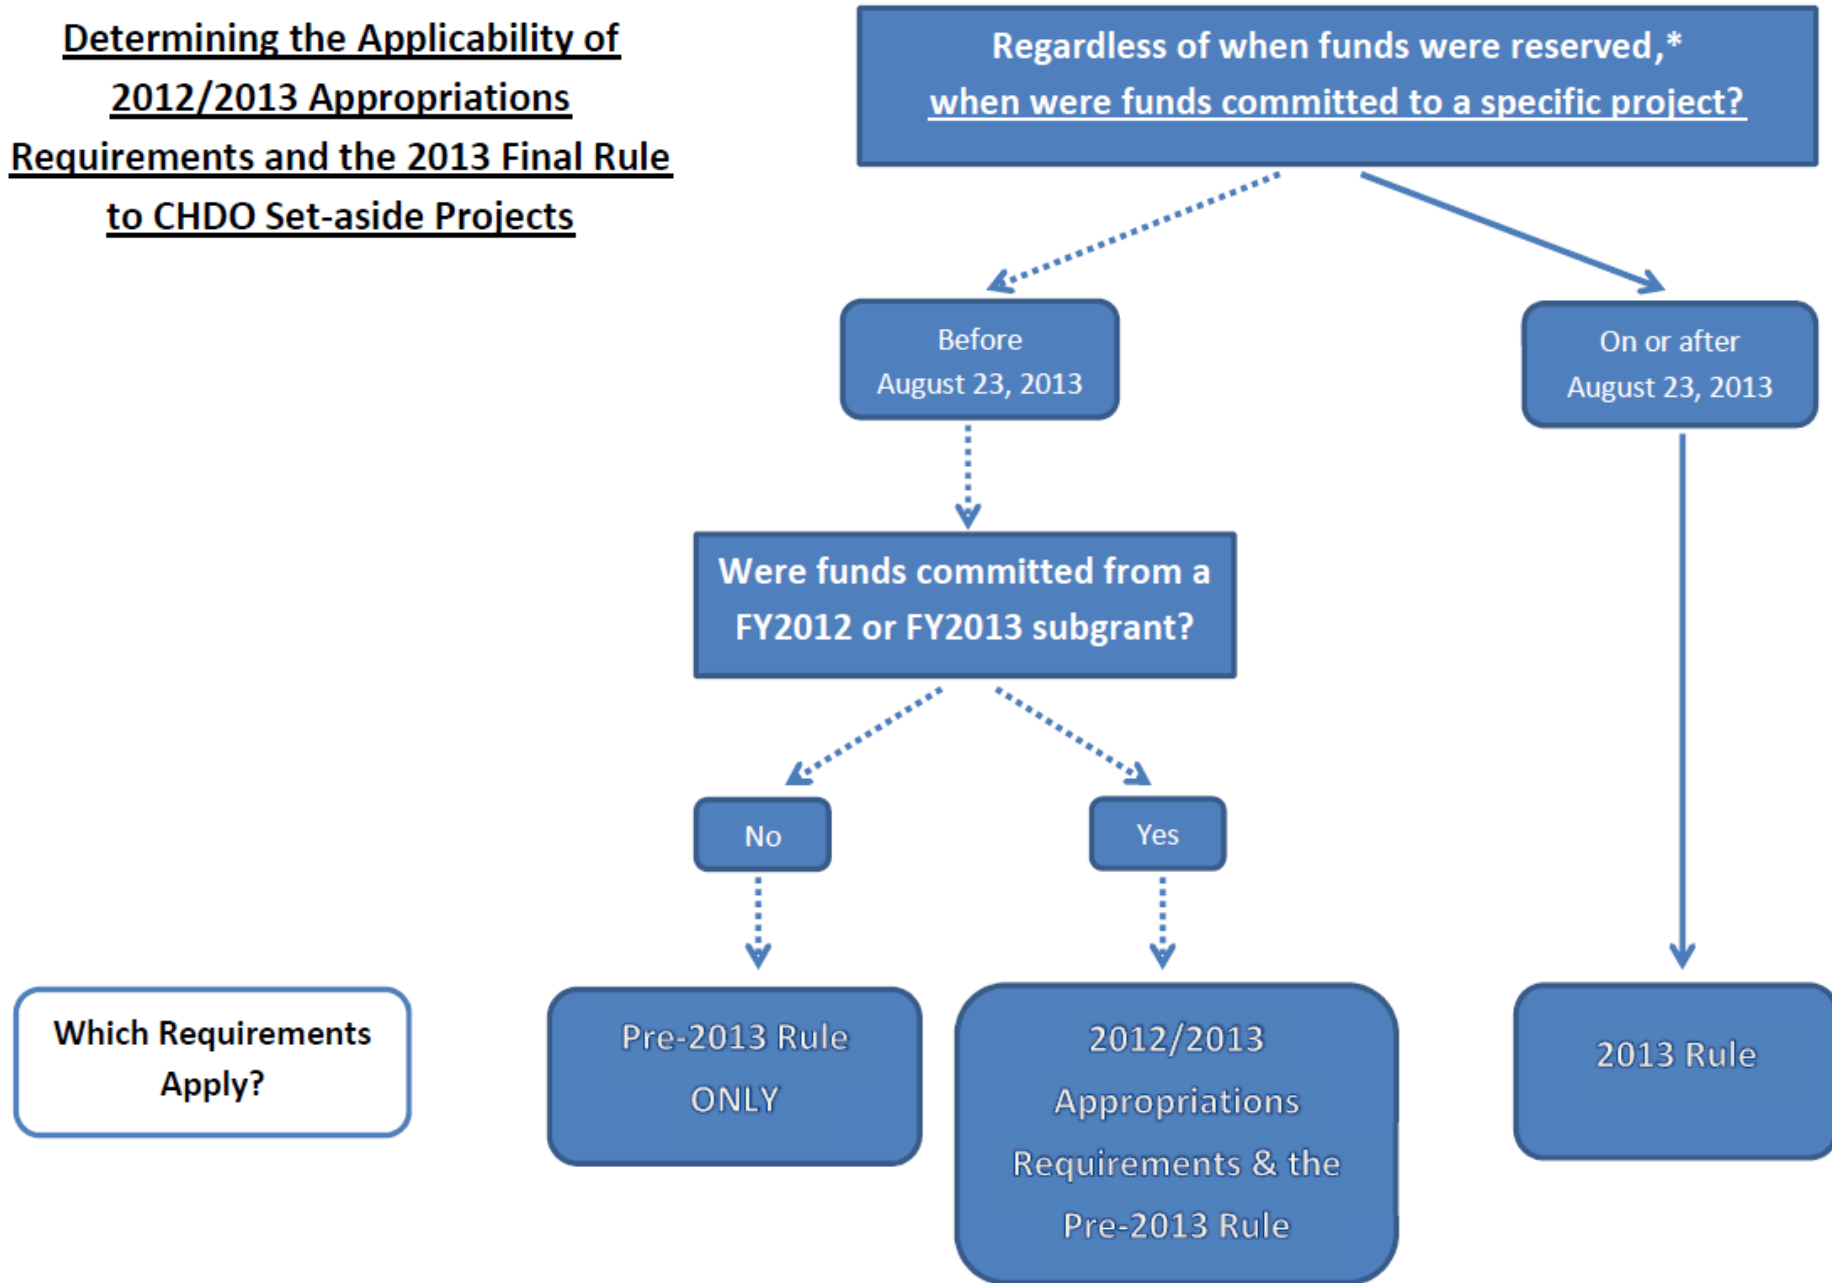 Determining the Applicability of
2012/2013 Appropriations
Requirements and the 2013 Final Rule
to CHDO Set-aside Projects
Regardless of when funds were reserved,*
when were funds committed to a specific project?
Before
August 23, 2013
On or after
August 23, 2013
Were funds committed from a
FY2012 or FY2013 subgrant?
No
Yes
Which Requirements
Apply?
Pre-2013 Rule
ONLY
2012/2013
Appropriations
Requirements & the
Pre-2013 Rule
2013 Rule